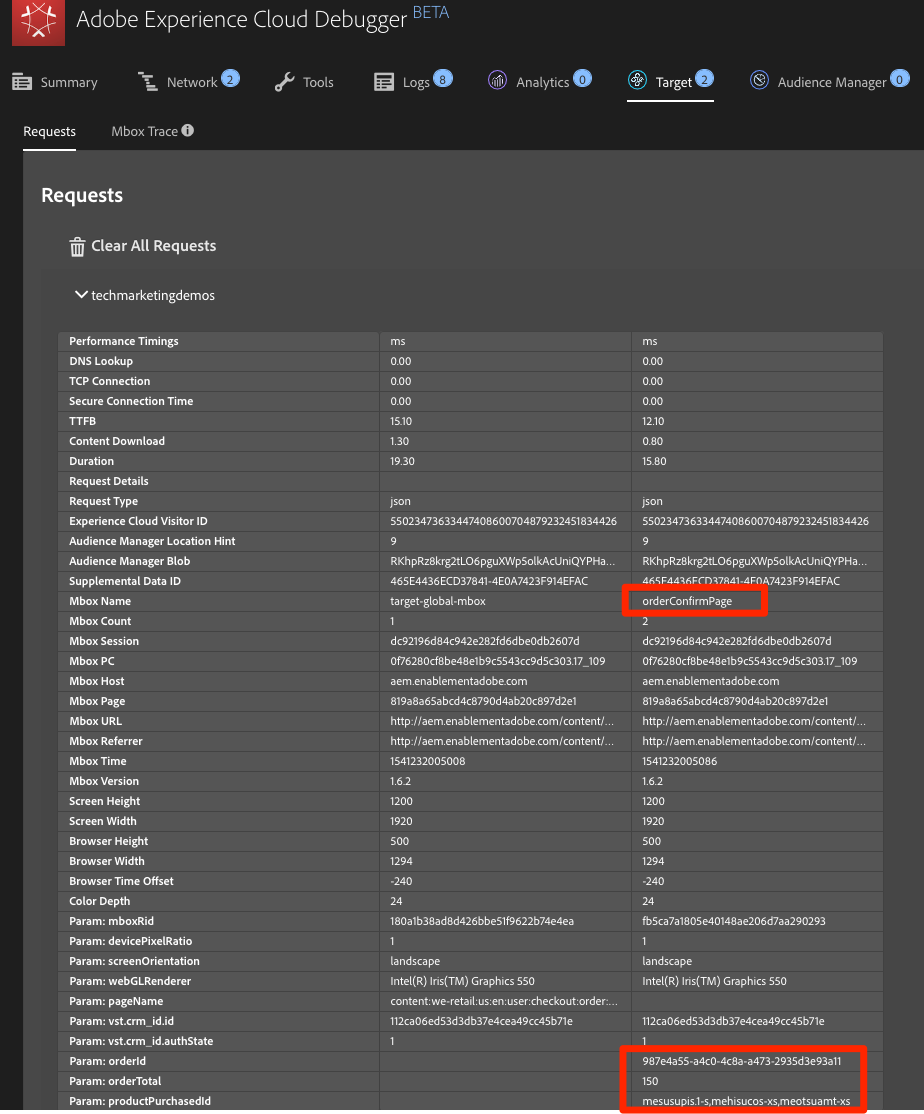 Adobe Experience Cloud Debugger BETA
Summary Network 2 Tools Logs 8 Analytics 0 Target 2 Audience Manager 0
Requests Mbox Trace
Requests
Clear All Requests
techmarketingdemos
Performance Timings ms ms
DNS Lookup 0.00 0.00
TCP Connection 0.00 0.00
Secure Connection Time 0.00 0.00
TTFB 15.10 12.10
Content Download 1.30 0.80
Duration 19.30 15.80
Request Details
Request Type json json
Experience Cloud Visitor ID 55023473633447408600704879232451834426 55023473633447408600704879232451834426
Audience Manager Location Hint 9 9
Audience Manager Blob RKhpRz8krg2tLO6pguXWp5olkAcUniQYPHa... RKhpRz8krg2tLO6pguXWp5olkAcUniQYPHa...
Supplemental Data ID 465E4436ECD37841-4E0A7423F914EFAC 465E4436ECD37841-4E0A7423F914EFAC
Mbox Name target-global-mbox orderConfirmPage
Mbox Count 1 2
Mbox Session dc92196d84c942e282fd6dbe0db2607d dc92196d84c942e282fd6dbe0db2607d
Mbox PC 0f76280cf8be48e1b9c5543cc9d5c303.17_109 0f76280cf8be48e1b9c5543cc9d5c303.17_109
Mbox Host aem.enablementadobe.com aem.enablementadobe.com
Mbox Page 819a8a65abcd4c8790d4ab20c897d2e1 819a8a65abcd4c8790d4ab20c897d2e1
Mbox URL http://aem.enablementadobe.com/content/... http://aem.enablementadobe.com/content/...
Mbox Referrer http://aem.enablementadobe.com/content/... http://aem.enablementadobe.com/content/...
Mbox Time 1541232005008 1541232005086
Mbox Version 1.6.2 1.6.2
Screen Height 1200 1200
Screen Width 1920 1920
Browser Height 500 500
Browser Width 1294 1294
Browser Time Offset -240 -240
Color Depth 24 24
Param: mboxRid 180a1b38ad8d426bbe51f9622b74e4ea fb5ca7a1805e40148ae206d7aa290293
Param: devicePixelRatio 1 1
Param: screenOrientation landscape landscape
Param: webGLRenderer Intel(R) Iris(TM) Graphics 550 Intel(R) Iris(TM) Graphics 550
Param: pageName content:we-retail:us:en:user:checkout:order:...
Param: vst.crm_id.id 112ca06ed53d3db37e4cea49cc45b71e 112ca06ed53d3db37e4cea49cc45b71e
Param: vst.crm_id.authState 1 1
Param: orderId 987e4a55-a4c0-4c8a-a473-2935d3e93a11
Param: orderTotal 150
Param: productPurchasedId mesusupis.1-s,mehisucos-xs,meotsuamt-xs